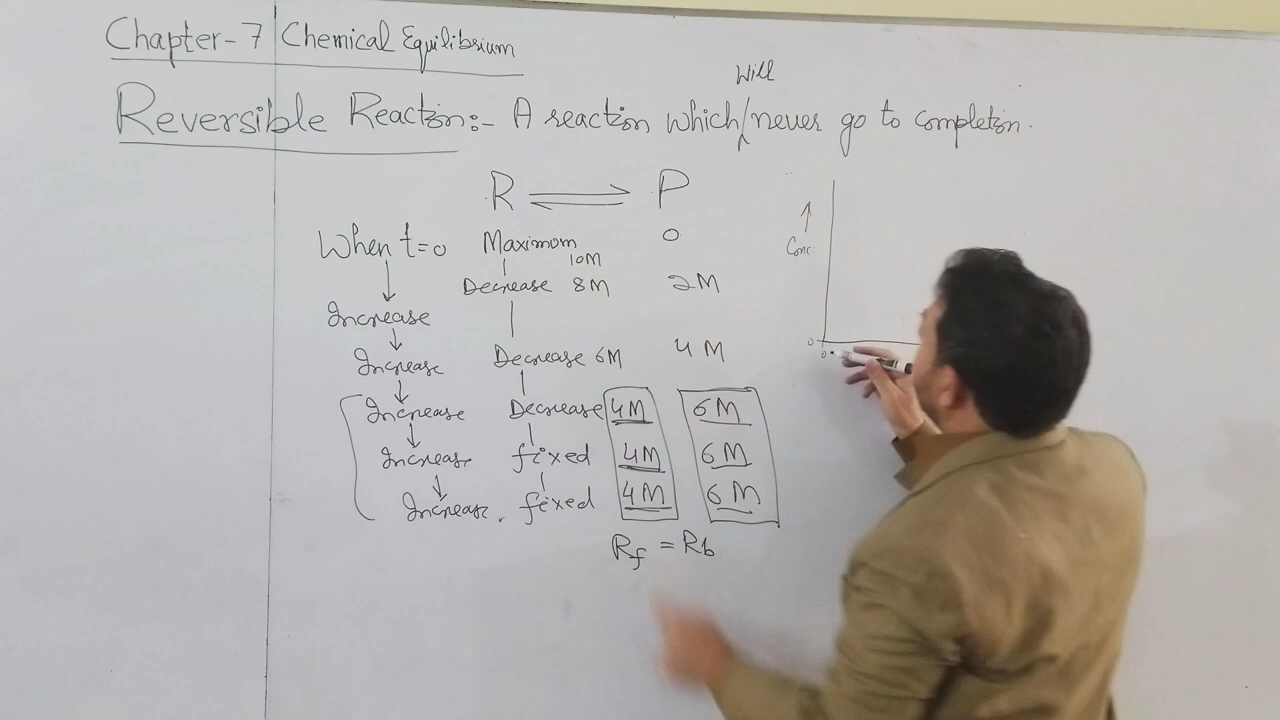 Chapter-7 Chemical Equilibrium
Will
Reversible Reaction:- A reaction which never go to completion.
R ⇌ P
When t=0 Maximum 0
10M
Decrease 8M 2M
Increase
Increase Decrease 6M 4M
Increase Decrease 4M 6M
Increase fixed 4M 6M
Increase. fixed 4M 6M
Rf = Rb
↑
Conc:
0
0